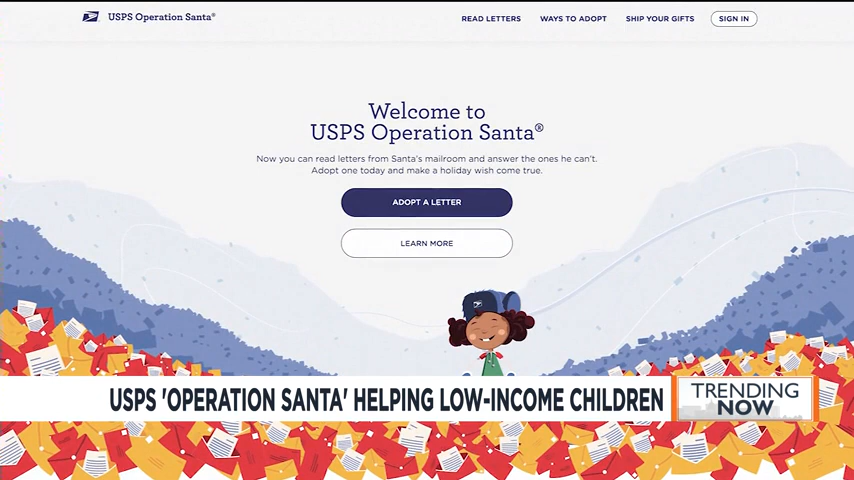 USPS Operation Santa®
READ LETTERS
WAYS TO ADOPT
SHIP YOUR GIFTS
SIGN IN
Welcome to
USPS Operation Santa®
Now you can read letters from Santa's mailroom and answer the ones he can't.
Adopt one today and make a holiday wish come true.
ADOPT A LETTER
LEARN MORE
USPS 'OPERATION SANTA' HELPING LOW-INCOME CHILDREN
TRENDING
NOW